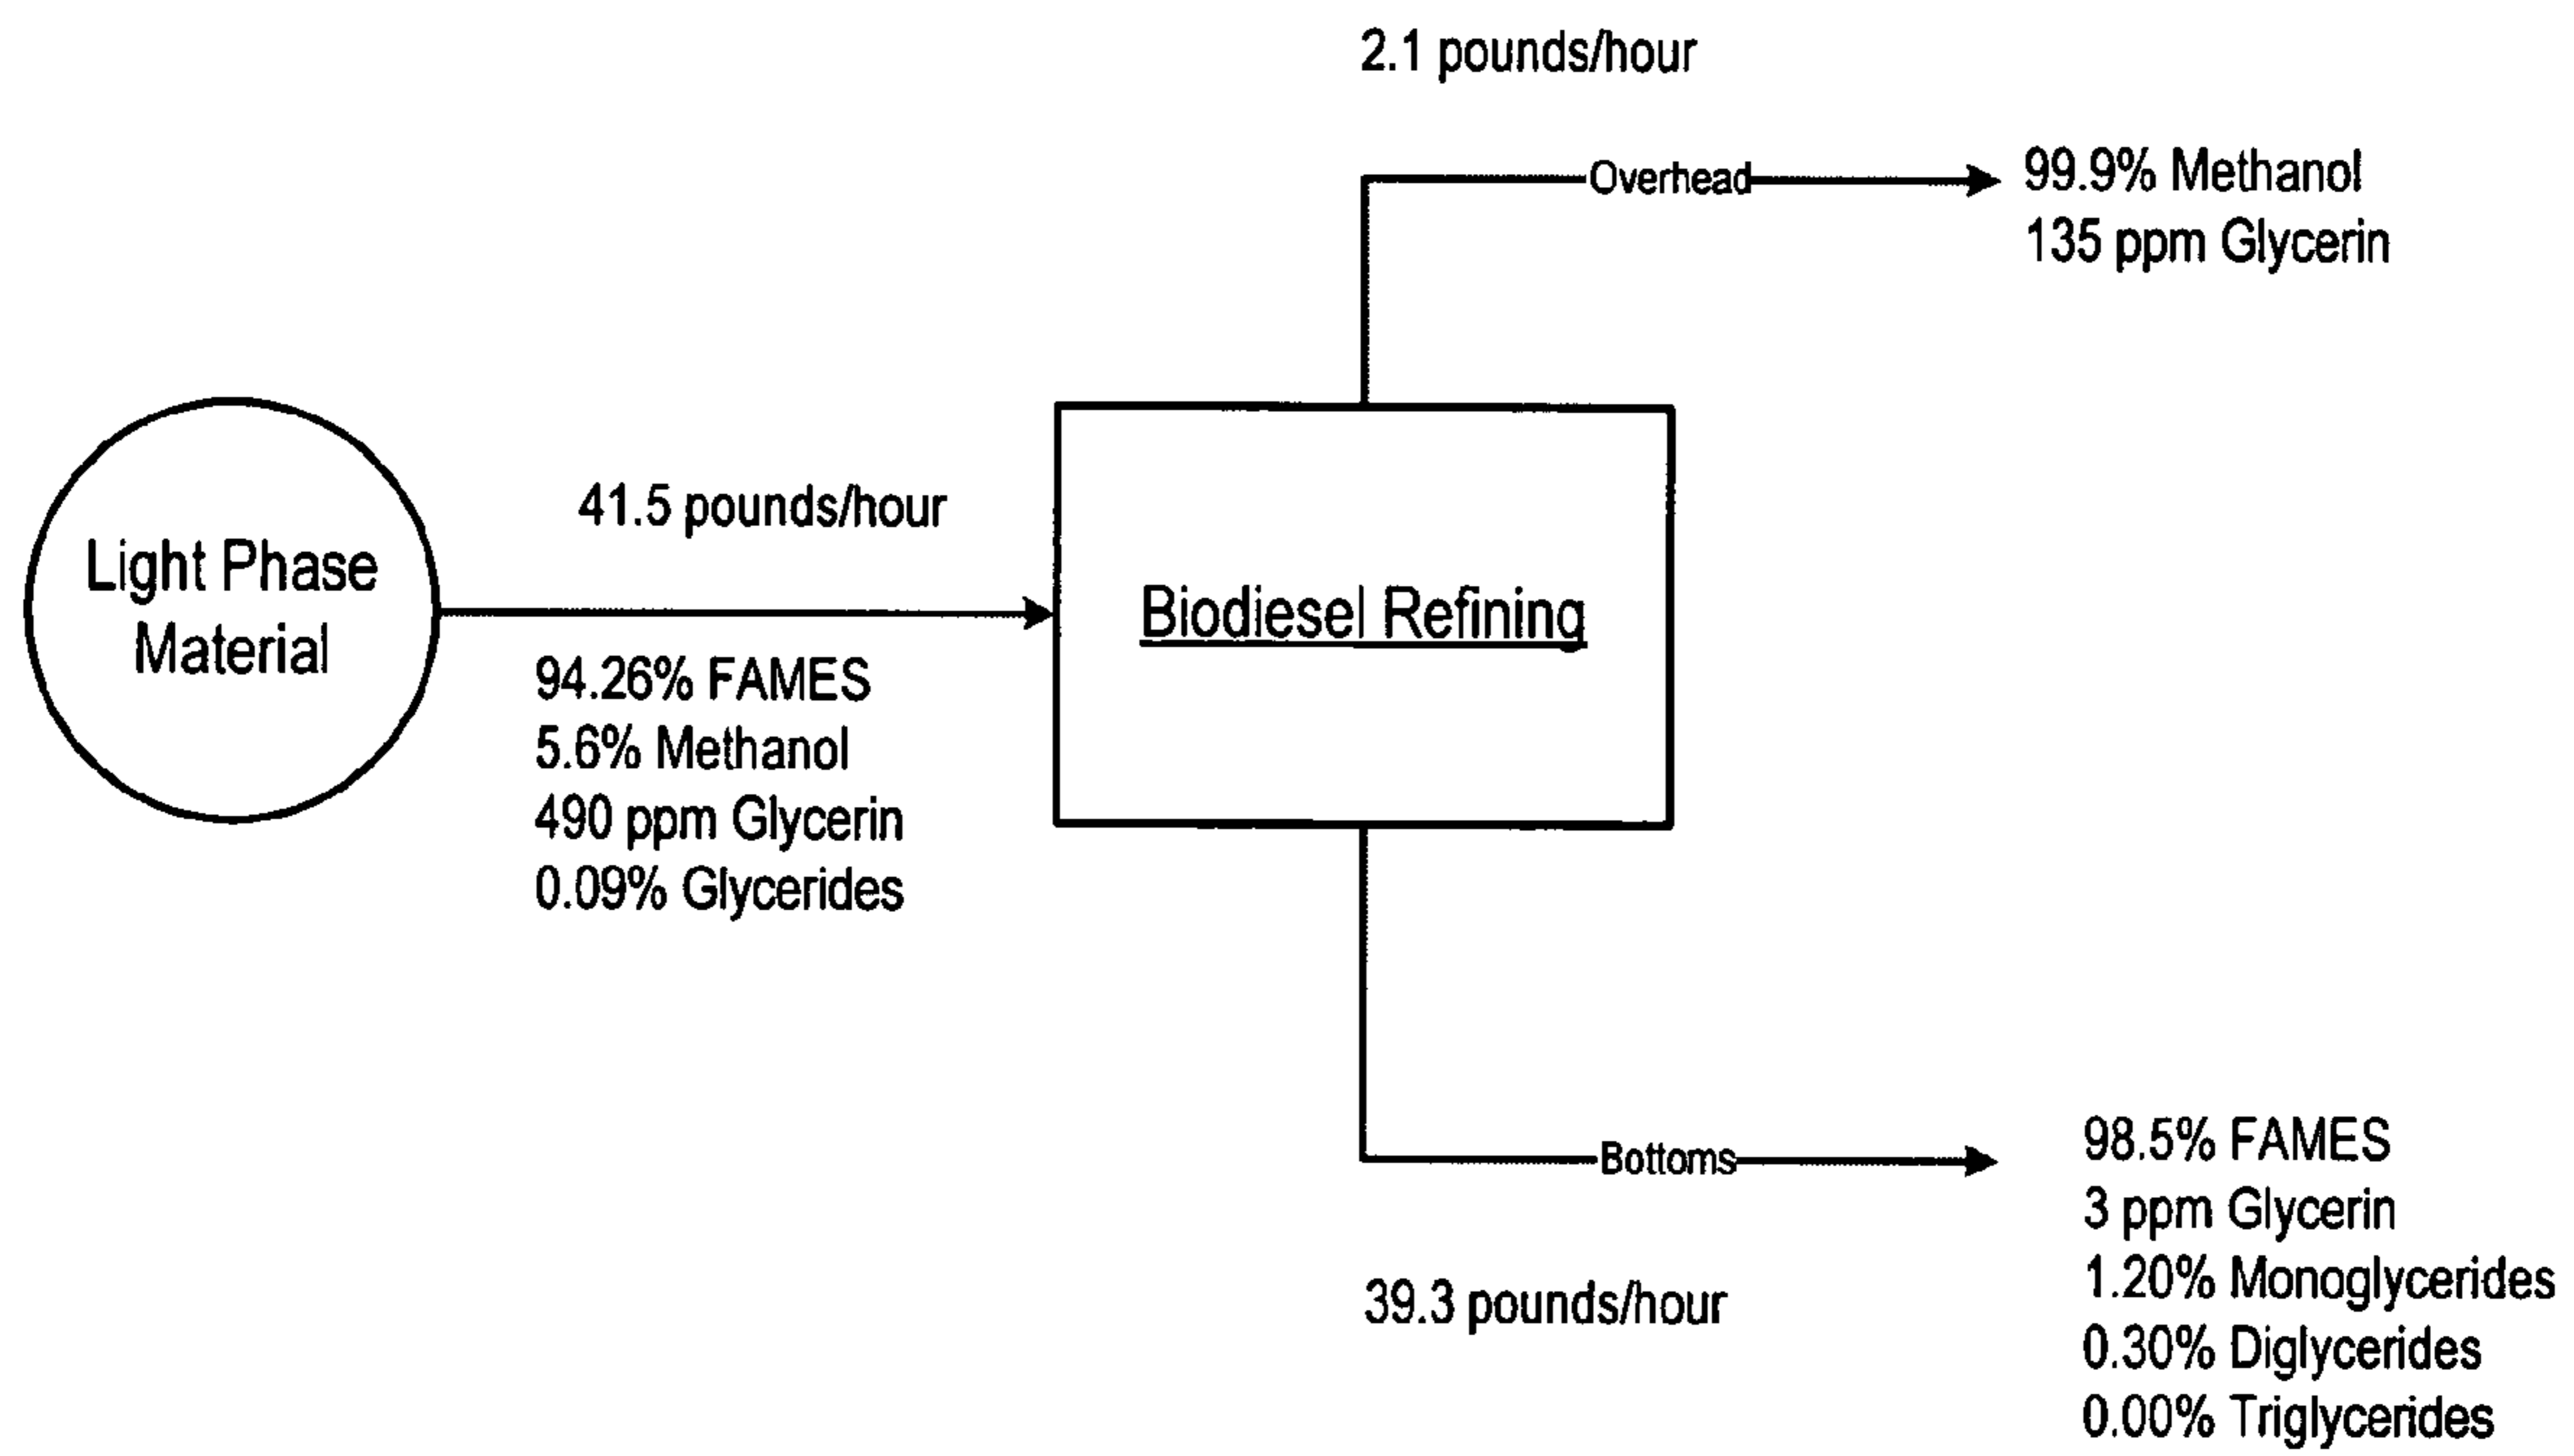 2.1 pounds/hour
Overhead
99.9% Methanol
135 ppm Glycerin
41.5 pounds/hour
Light Phase
Material
Biodiesel Refining
94.26% FAMES
5.6% Methanol
490 ppm Glycerin
0.09% Glycerides
Bottoms
98.5% FAMES
3 ppm Glycerin
1.20% Monoglycerides
0.30% Diglycerides
0.00% Triglycerides
39.3 pounds/hour